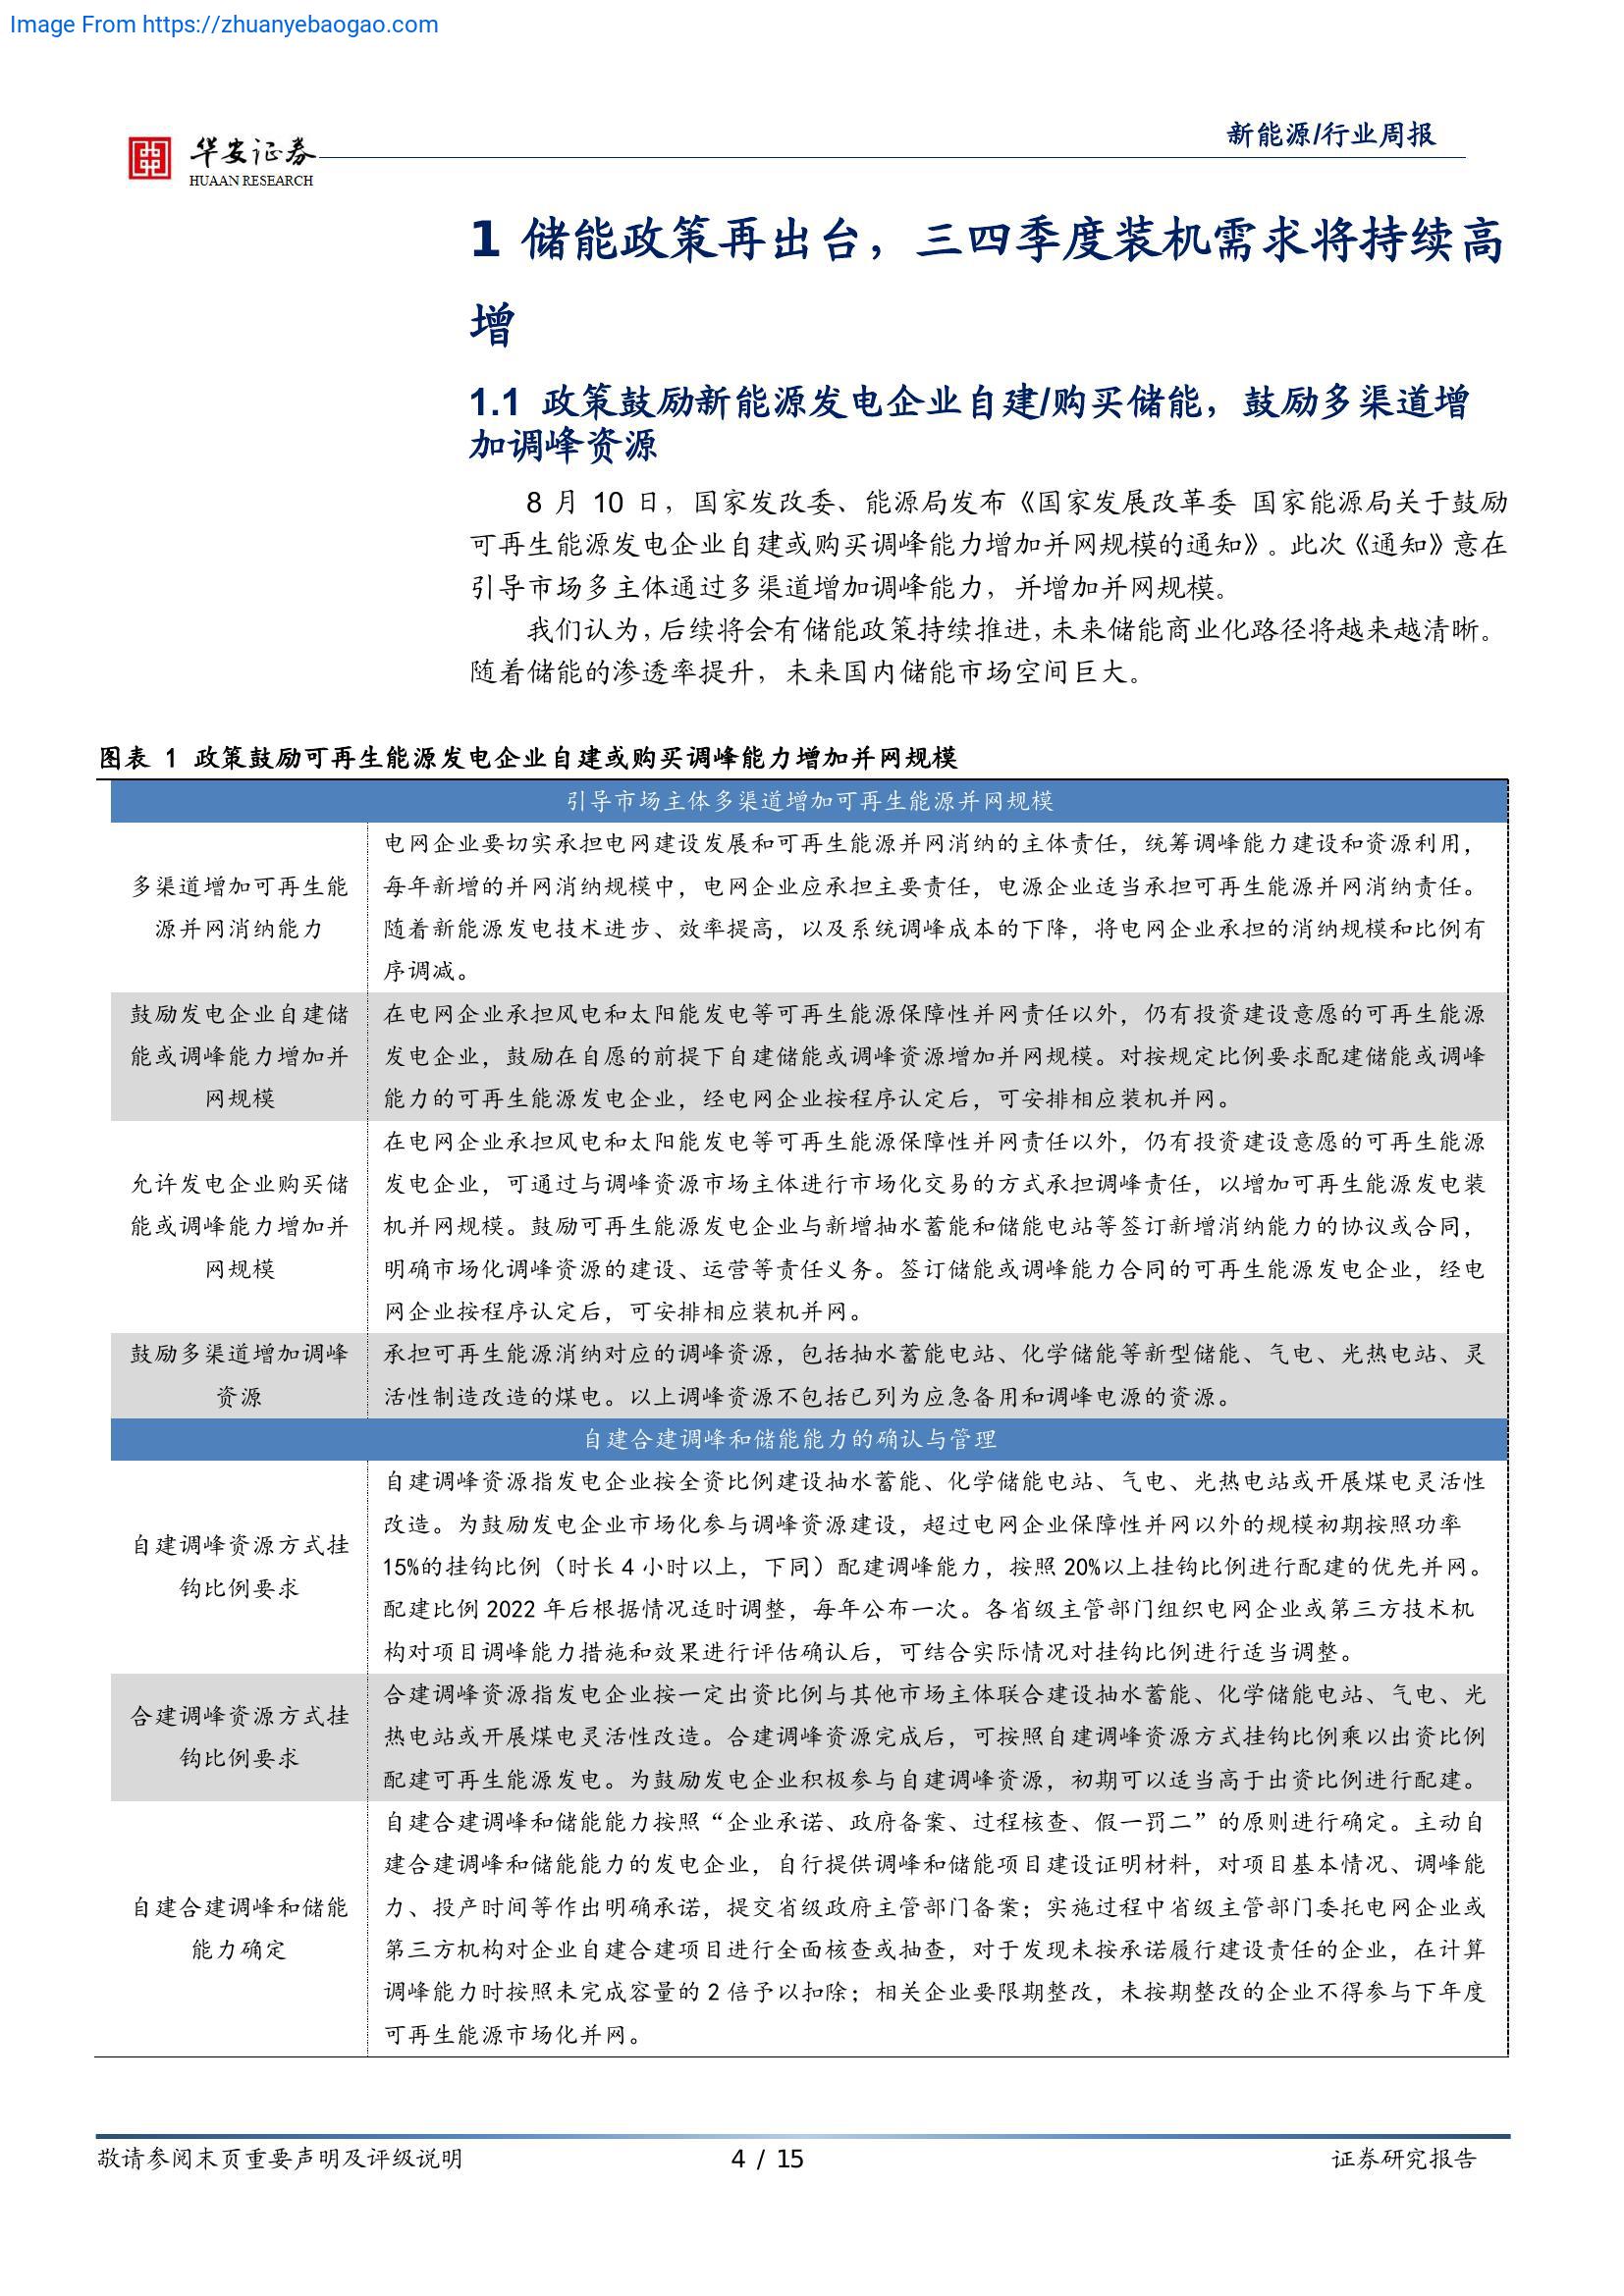 Image From https://zhuanyebaogao.com
华安证券
HUAAN RESEARCH
新能源/行业周报
1 储能政策再出台，三四季度装机需求将持续高
增
1.1 政策鼓励新能源发电企业自建/购买储能，鼓励多渠道增
加调峰资源
8 月 10 日，国家发改委、能源局发布《国家发展改革委 国家能源局关于鼓励
可再生能源发电企业自建或购买调峰能力增加并网规模的通知》。此次《通知》意在
引导市场多主体通过多渠道增加调峰能力，并增加并网规模。
我们认为，后续将会有储能政策持续推进，未来储能商业化路径将越来越清晰。
随着储能的渗透率提升，未来国内储能市场空间巨大。
图表 1 政策鼓励可再生能源发电企业自建或购买调峰能力增加并网规模
引导市场主体多渠道增加可再生能源并网规模
多渠道增加可再生能
源并网消纳能力
电网企业要切实承担电网建设发展和可再生能源并网消纳的主体责任，统筹调峰能力建设和资源利用，
每年新增的并网消纳规模中，电网企业应承担主要责任，电源企业适当承担可再生能源并网消纳责任。
随着新能源发电技术进步、效率提高，以及系统调峰成本的下降，将电网企业承担的消纳规模和比例有
序调减。
鼓励发电企业自建储
能或调峰能力增加并
网规模
在电网企业承担风电和太阳能发电等可再生能源保障性并网责任以外，仍有投资建设意愿的可再生能源
发电企业，鼓励在自愿的前提下自建储能或调峰资源增加并网规模。对按规定比例要求配建储能或调峰
能力的可再生能源发电企业，经电网企业按程序认定后，可安排相应装机并网。
允许发电企业购买储
能或调峰能力增加并
网规模
在电网企业承担风电和太阳能发电等可再生能源保障性并网责任以外，仍有投资建设意愿的可再生能源
发电企业，可通过与调峰资源市场主体进行市场化交易的方式承担调峰责任，以增加可再生能源发电装
机并网规模。鼓励可再生能源发电企业与新增抽水蓄能和储能电站等签订新增消纳能力的协议或合同，
明确市场化调峰资源的建设、运营等责任义务。签订储能或调峰能力合同的可再生能源发电企业，经电
网企业按程序认定后，可安排相应装机并网。
鼓励多渠道增加调峰
资源
承担可再生能源消纳对应的调峰资源，包括抽水蓄能电站、化学储能等新型储能、气电、光热电站、灵
活性制造改造的煤电。以上调峰资源不包括已列为应急备用和调峰电源的资源。
自建合建调峰和储能能力的确认与管理
自建调峰资源方式挂
钩比例要求
自建调峰资源指发电企业按全资比例建设抽水蓄能、化学储能电站、气电、光热电站或开展煤电灵活性
改造。为鼓励发电企业市场化参与调峰资源建设，超过电网企业保障性并网以外的规模初期按照功率
15%的挂钩比例（时长 4 小时以上，下同）配建调峰能力，按照 20%以上挂钩比例进行配建的优先并网。
配建比例 2022 年后根据情况适时调整，每年公布一次。各省级主管部门组织电网企业或第三方技术机
构对项目调峰能力措施和效果进行评估确认后，可结合实际情况对挂钩比例进行适当调整。
合建调峰资源方式挂
钩比例要求
合建调峰资源指发电企业按一定出资比例与其他市场主体联合建设抽水蓄能、化学储能电站、气电、光
热电站或开展煤电灵活性改造。合建调峰资源完成后，可按照自建调峰资源方式挂钩比例乘以出资比例
配建可再生能源发电。为鼓励发电企业积极参与自建调峰资源，初期可以适当高于出资比例进行配建。
自建合建调峰和储能
能力确定
自建合建调峰和储能能力按照“企业承诺、政府备案、过程核查、假一罚二”的原则进行确定。主动自
建合建调峰和储能能力的发电企业，自行提供调峰和储能项目建设证明材料，对项目基本情况、调峰能
力、投产时间等作出明确承诺，提交省级政府主管部门备案；实施过程中省级主管部门委托电网企业或
第三方机构对企业自建合建项目进行全面核查或抽查，对于发现未按承诺履行建设责任的企业，在计算
调峰能力时按照未完成容量的 2 倍予以扣除；相关企业要限期整改，未按期整改的企业不得参与下年度
可再生能源市场化并网。
敬请参阅末页重要声明及评级说明
4 / 15
证券研究报告